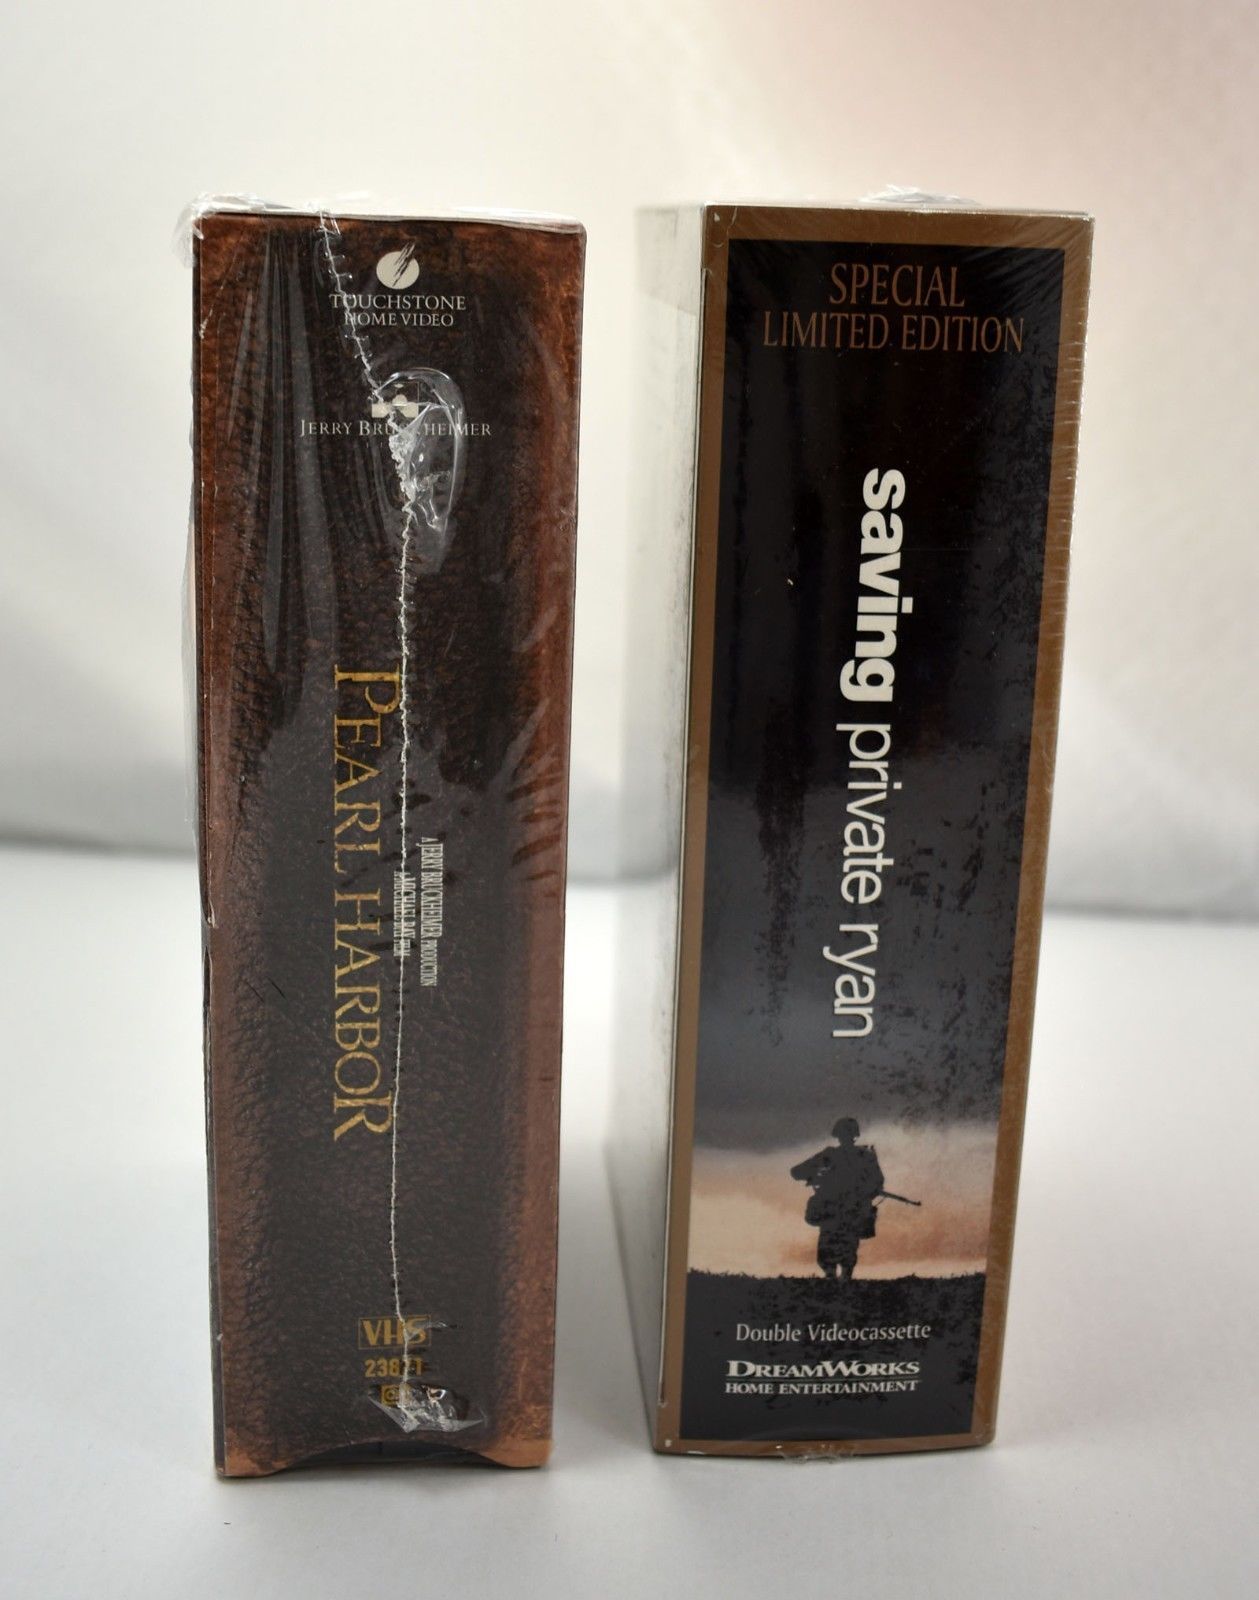 TOUCHSTONE
HOME VIDEO
JERRY BRUCKHEIMER
PEARL HARBOR
A JERRY BRUCKHEIMER PRODUCTION
A MICHAEL BAY FILM
VHS
23871
SPECIAL
LIMITED EDITION
saving private ryan
Double Videocassette
DREAMWORKS
HOME ENTERTAINMENT